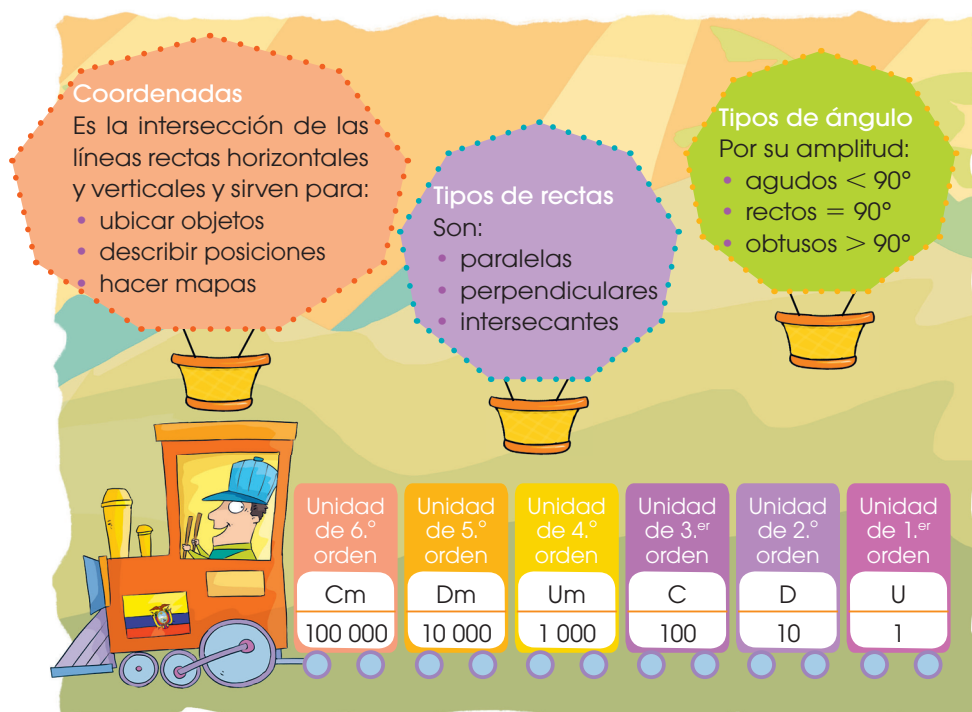 Coordenadas
Es la intersección de las
líneas rectas horizontales
y verticales y sirven para:
• ubicar objetos
• describir posiciones
• hacer mapas
Tipos de rectas
Son:
• paralelas
• perpendiculares
• intersecantes
Tipos de ángulo
Por su amplitud:
• agudos < 90°
• rectos = 90°
• obtusos > 90°
Unidad
de 6.°
orden
Cm
100 000
Unidad
de 5.°
orden
Dm
10 000
Unidad
de 4.°
orden
Um
1 000
Unidad
de 3.er
orden
C
100
Unidad
de 2.°
orden
D
10
Unidad
de 1.er
orden
U
1